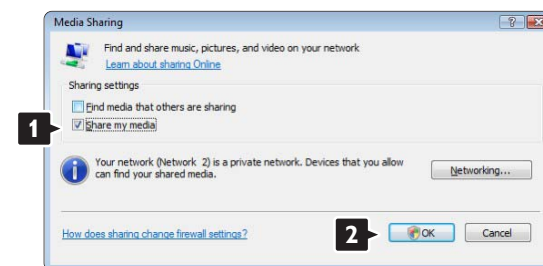 Media Sharing
Find and share music, pictures, and video on your network
Learn about sharing Online
Sharing settings
Find media that others are sharing
1
Share my media
Your network (Network 2) is a private network. Devices that you allow
can find your shared media.
Networking...
How does sharing change firewall settings?
2
OK
Cancel